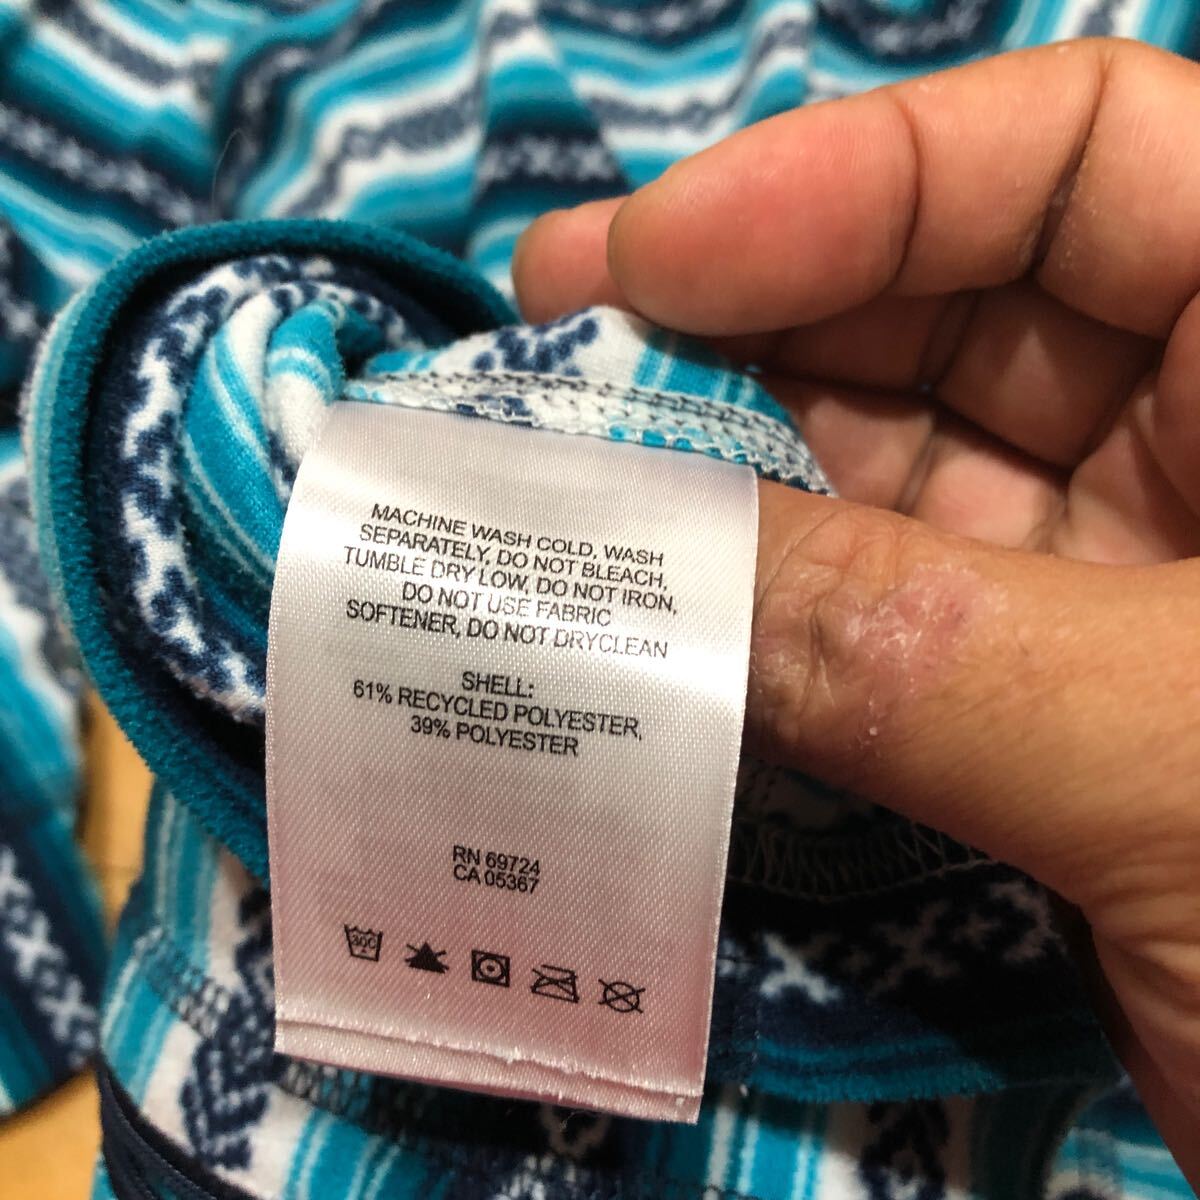 MACHINE WASH COLD, WASH
SEPARATELY, DO NOT BLEACH,
TUMBLE DRY LOW, DO NOT IRON,
DO NOT USE FABRIC
SOFTENER, DO NOT DRYCLEAN
SHELL:
61% RECYCLED POLYESTER,
39% POLYESTER
RN 69724
CA 05367
30C